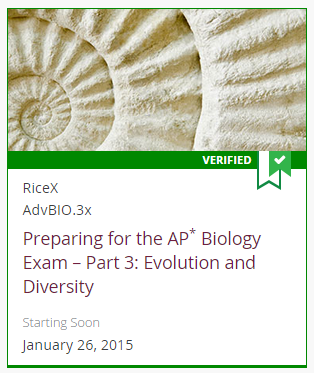 VERIFIED
RiceX
AdvBIO.3x
Preparing for the AP* Biology
Exam – Part 3: Evolution and
Diversity
Starting Soon
January 26, 2015